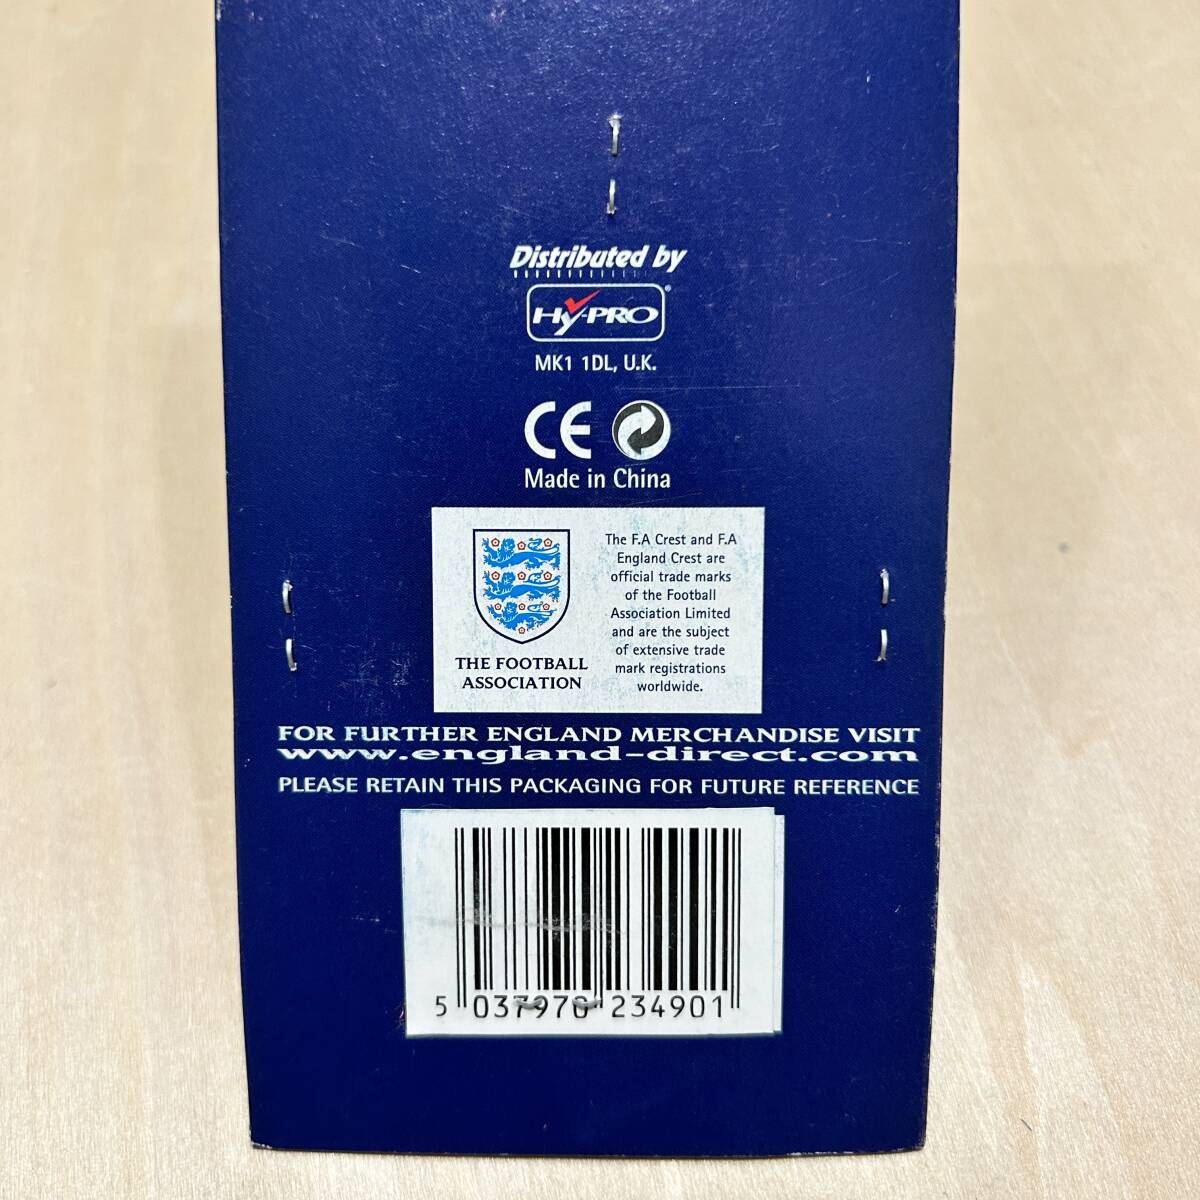 Distributed by
Hy-PRO®
MK1 1DL, U.K.
CE
Made in China
The F.A Crest and F.A
England Crest are
official trade marks
of the Football
Association Limited
and are the subject
of extensive trade
mark registrations
worldwide.
THE FOOTBALL
ASSOCIATION
FOR FURTHER ENGLAND MERCHANDISE VISIT
www.england-direct.com
PLEASE RETAIN THIS PACKAGING FOR FUTURE REFERENCE
5 037970 234901